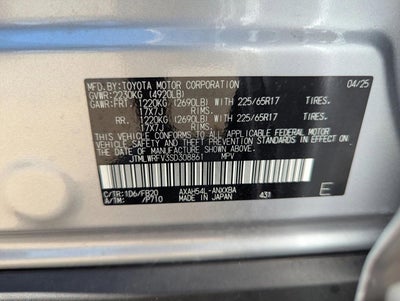 MFD.BY:TOYOTA MOTOR CORPORATION 04/25
GVWR:2230KG (4920LB)
GAWR:FRT. 1220KG (2690LB) WITH 225/65R17 TIRES.
17X7J RIMS.
RR. 1220KG (2690LB) WITH 225/65R17 TIRES.
17X7J RIMS.
THIS VEHICLE CONFORMS TO ALL APPLICABLE FEDERAL MOTOR
VEHICLE SAFETY STANDARDS IN EFFECT
ON THE DATE OF MANUFACTURE SHOWN ABOVE.
JTMLWRFV3SD308861 MPV
C/TR:1D6/FB20 AXAH54L-ANXXBA
A/TM: /P710 MADE IN JAPAN 431 E